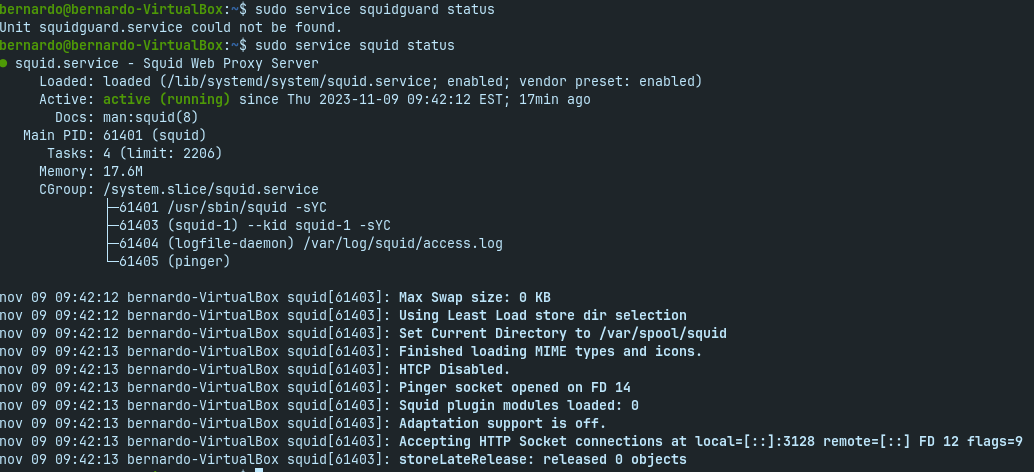 bernardo@bernardo-VirtualBox:~$ sudo service squidguard status
Unit squidguard.service could not be found.
bernardo@bernardo-VirtualBox:~$ sudo service squid status
● squid.service - Squid Web Proxy Server
Loaded: loaded (/lib/systemd/system/squid.service; enabled; vendor preset: enabled)
Active: active (running) since Thu 2023-11-09 09:42:12 EST; 17min ago
Docs: man:squid(8)
Main PID: 61401 (squid)
Tasks: 4 (limit: 2206)
Memory: 17.6M
CGroup: /system.slice/squid.service
├─61401 /usr/sbin/squid -sYC
├─61403 (squid-1) --kid squid-1 -sYC
├─61404 (logfile-daemon) /var/log/squid/access.log
└─61405 (pinger)
nov 09 09:42:12 bernardo-VirtualBox squid[61403]: Max Swap size: 0 KB
nov 09 09:42:12 bernardo-VirtualBox squid[61403]: Using Least Load store dir selection
nov 09 09:42:12 bernardo-VirtualBox squid[61403]: Set Current Directory to /var/spool/squid
nov 09 09:42:13 bernardo-VirtualBox squid[61403]: Finished loading MIME types and icons.
nov 09 09:42:13 bernardo-VirtualBox squid[61403]: HTCP Disabled.
nov 09 09:42:13 bernardo-VirtualBox squid[61403]: Pinger socket opened on FD 14
nov 09 09:42:13 bernardo-VirtualBox squid[61403]: Squid plugin modules loaded: 0
nov 09 09:42:13 bernardo-VirtualBox squid[61403]: Adaptation support is off.
nov 09 09:42:13 bernardo-VirtualBox squid[61403]: Accepting HTTP Socket connections at local=[::]:3128 remote=[::] FD 12 flags=9
nov 09 09:42:13 bernardo-VirtualBox squid[61403]: storeLateRelease: released 0 objects